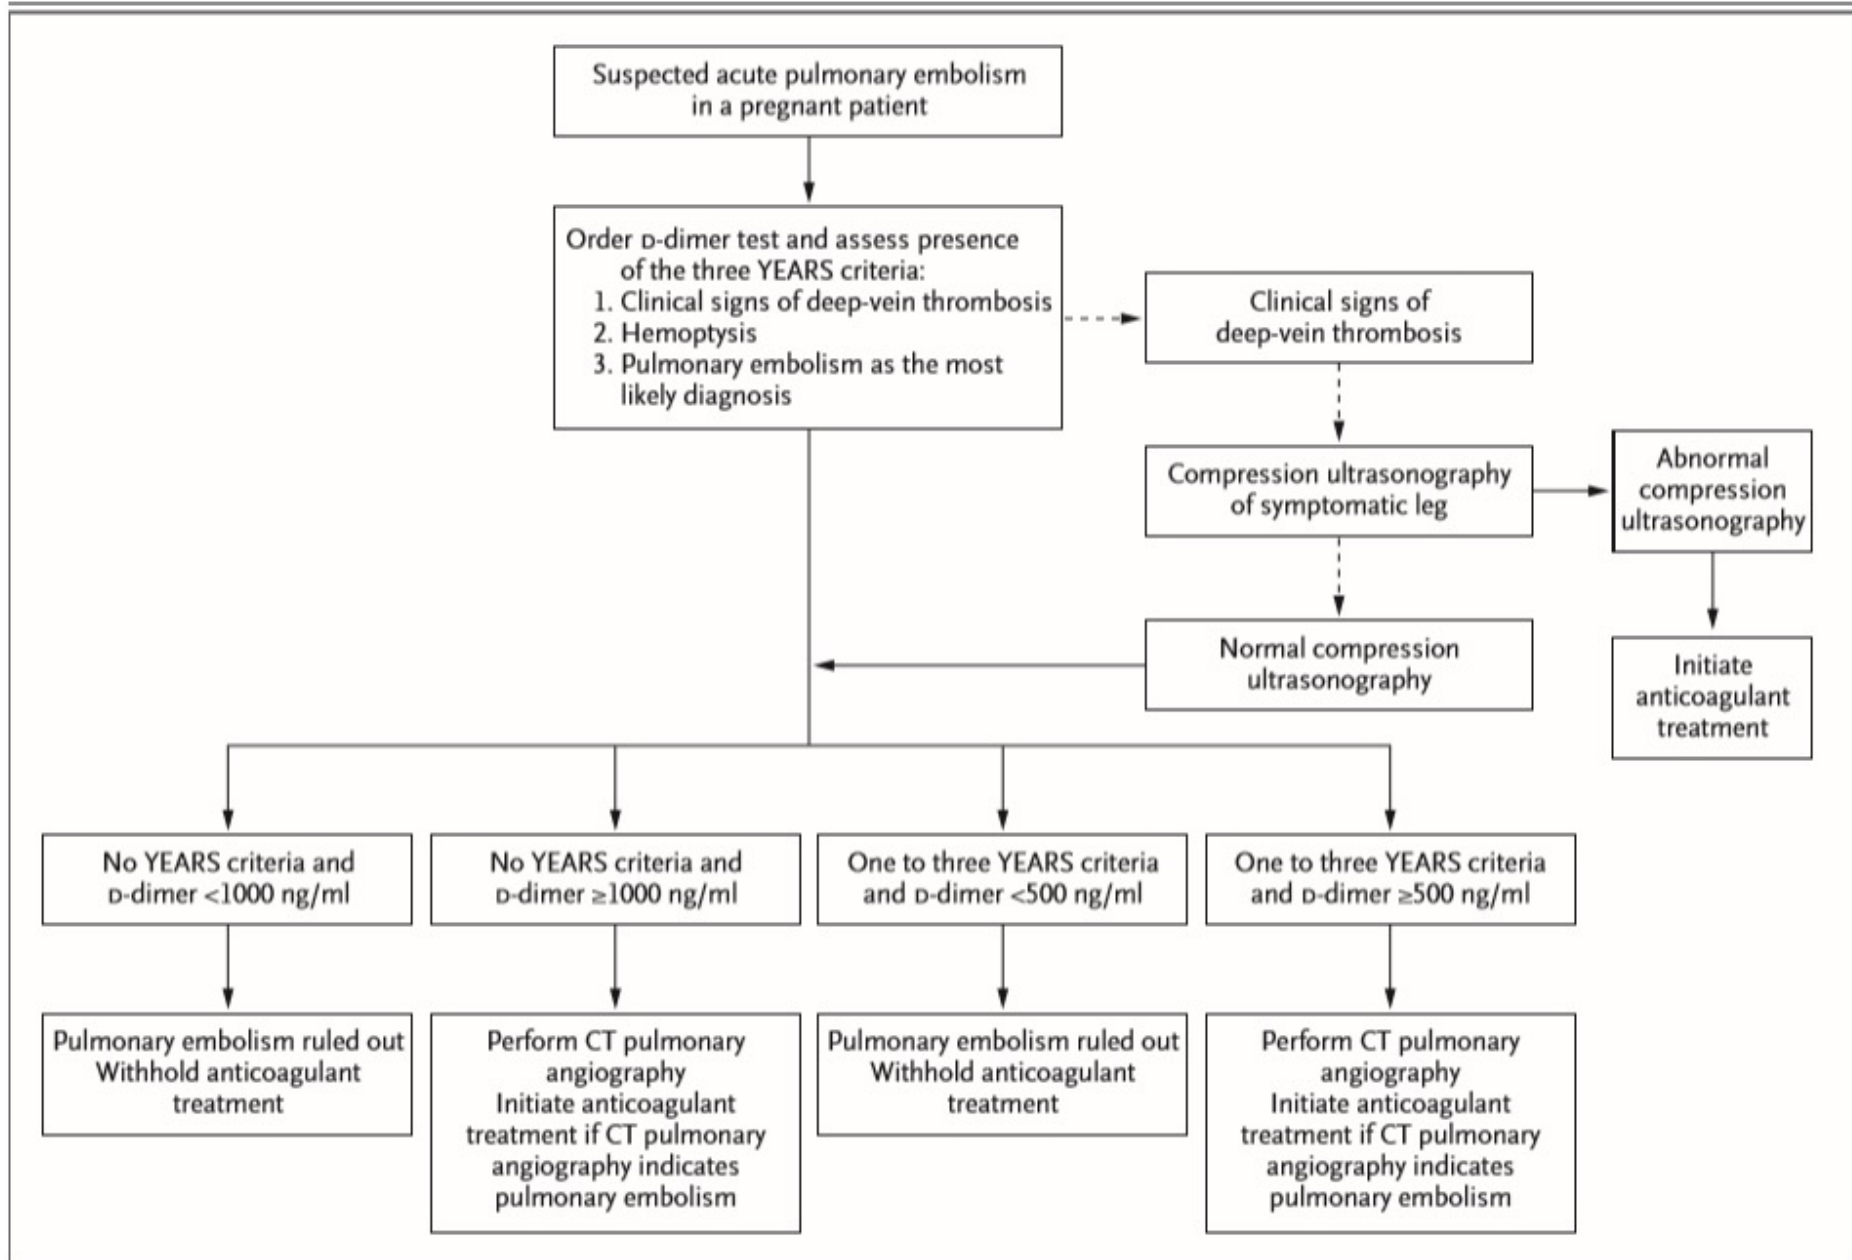 Suspected acute pulmonary embolism
in a pregnant patient
Order D-dimer test and assess presence
of the three YEARS criteria:
1. Clinical signs of deep-vein thrombosis
2. Hemoptysis
3. Pulmonary embolism as the most
likely diagnosis
Clinical signs of
deep-vein thrombosis
Compression ultrasonography
of symptomatic leg
Abnormal
compression
ultrasonography
Normal compression
ultrasonography
Initiate
anticoagulant
treatment
No YEARS criteria and
D-dimer <1000 ng/ml
No YEARS criteria and
D-dimer ≥1000 ng/ml
One to three YEARS criteria
and D-dimer <500 ng/ml
One to three YEARS criteria
and D-dimer ≥500 ng/ml
Pulmonary embolism ruled out
Withhold anticoagulant
treatment
Perform CT pulmonary
angiography
Initiate anticoagulant
treatment if CT pulmonary
angiography indicates
pulmonary embolism
Pulmonary embolism ruled out
Withhold anticoagulant
treatment
Perform CT pulmonary
angiography
Initiate anticoagulant
treatment if CT pulmonary
angiography indicates
pulmonary embolism